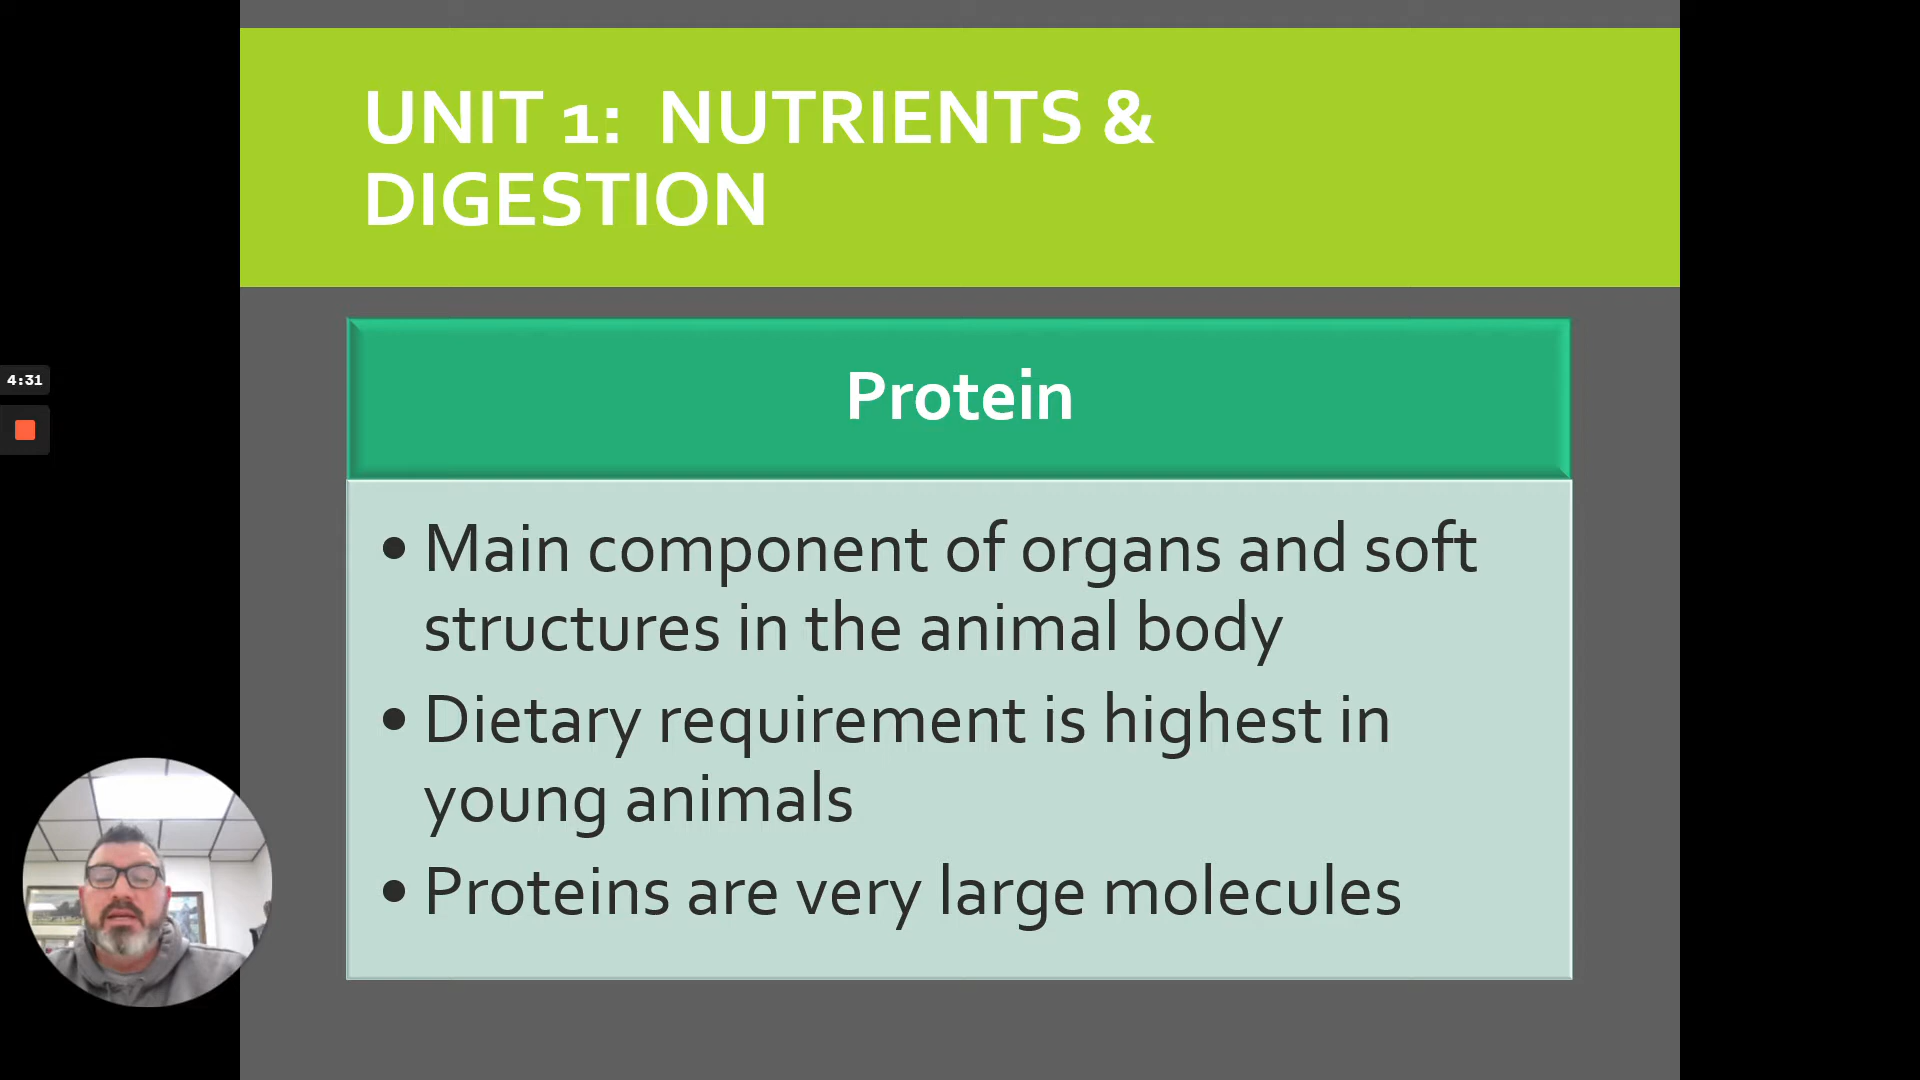 UNIT 1: NUTRIENTS &
DIGESTION
Protein
4:31
• Main component of organs and soft
structures in the animal body
• Dietary requirement is highest in
young animals
• Proteins are very large molecules